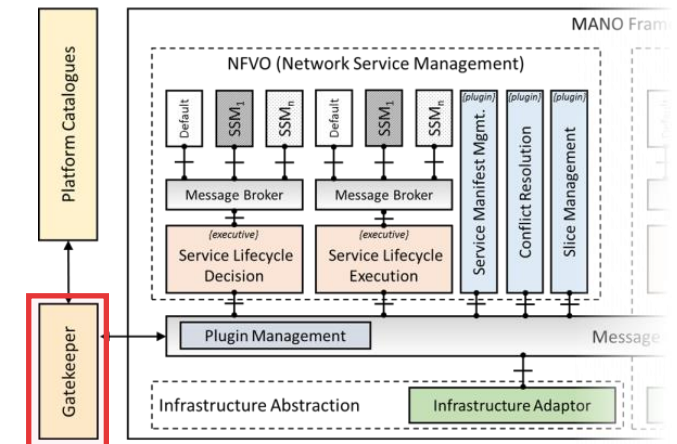 MANO Fram
Platform Catalogues
NFVO (Network Service Management)
Default
SSM1
SSMn
Default
SSM1
SSMn
{plugin}
Service Manifest Mgmt.
{plugin}
Conflict Resolution
{plugin}
Slice Management
Message Broker
Message Broker
{executive}
Service Lifecycle
Decision
{executive}
Service Lifecycle
Execution
Gatekeeper
Plugin Management
Message
Infrastructure Abstraction
Infrastructure Adaptor